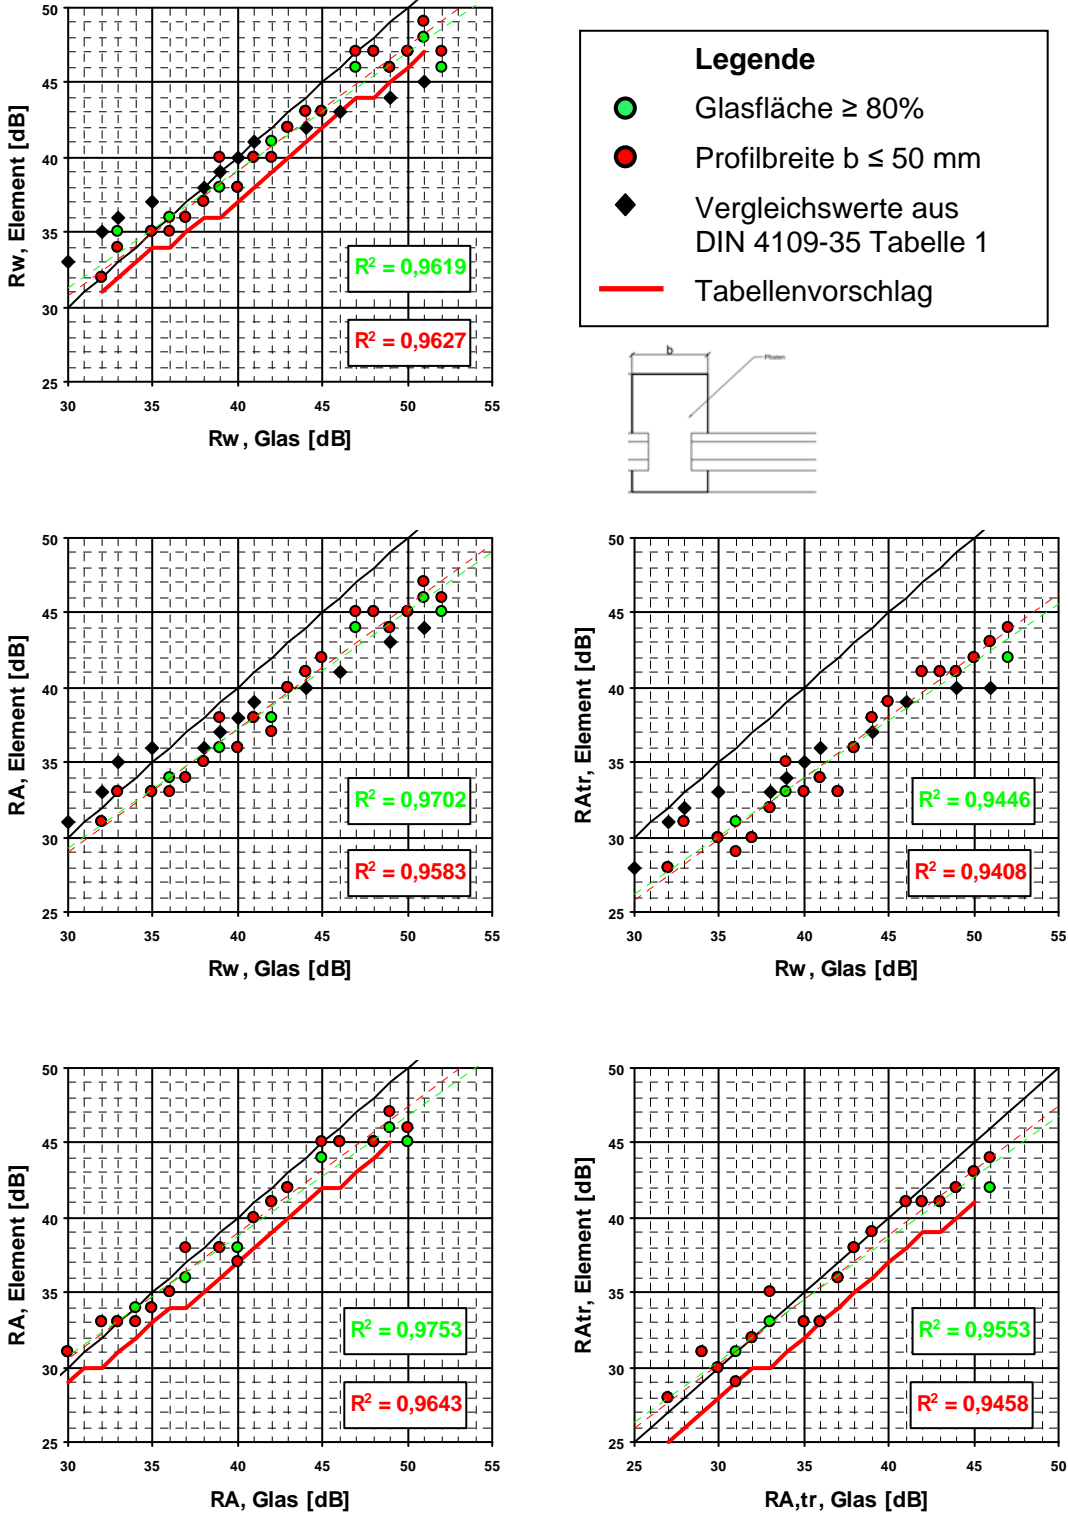 50
45
40
35
30
25
Rw, Element [dB]
R² = 0,9619
R² = 0,9627
30 35 40 45 50 55
Rw, Glas [dB]
Legende
Glasfläche ≥ 80%
Profilbreite b ≤ 50 mm
Vergleichswerte aus
DIN 4109-35 Tabelle 1
Tabellenvorschlag
b
Pfosten
50
45
40
35
30
25
RA, Element [dB]
R² = 0,9702
R² = 0,9583
30 35 40 45 50 55
Rw, Glas [dB]
50
45
40
35
30
25
RAtr, Element [dB]
R² = 0,9446
R² = 0,9408
30 35 40 45 50 55
Rw, Glas [dB]
50
45
40
35
30
25
RA, Element [dB]
R² = 0,9753
R² = 0,9643
30 35 40 45 50 55
RA, Glas [dB]
50
45
40
35
30
25
RAtr, Element [dB]
R² = 0,9553
R² = 0,9458
25 30 35 40 45 50
RA,tr, Glas [dB]